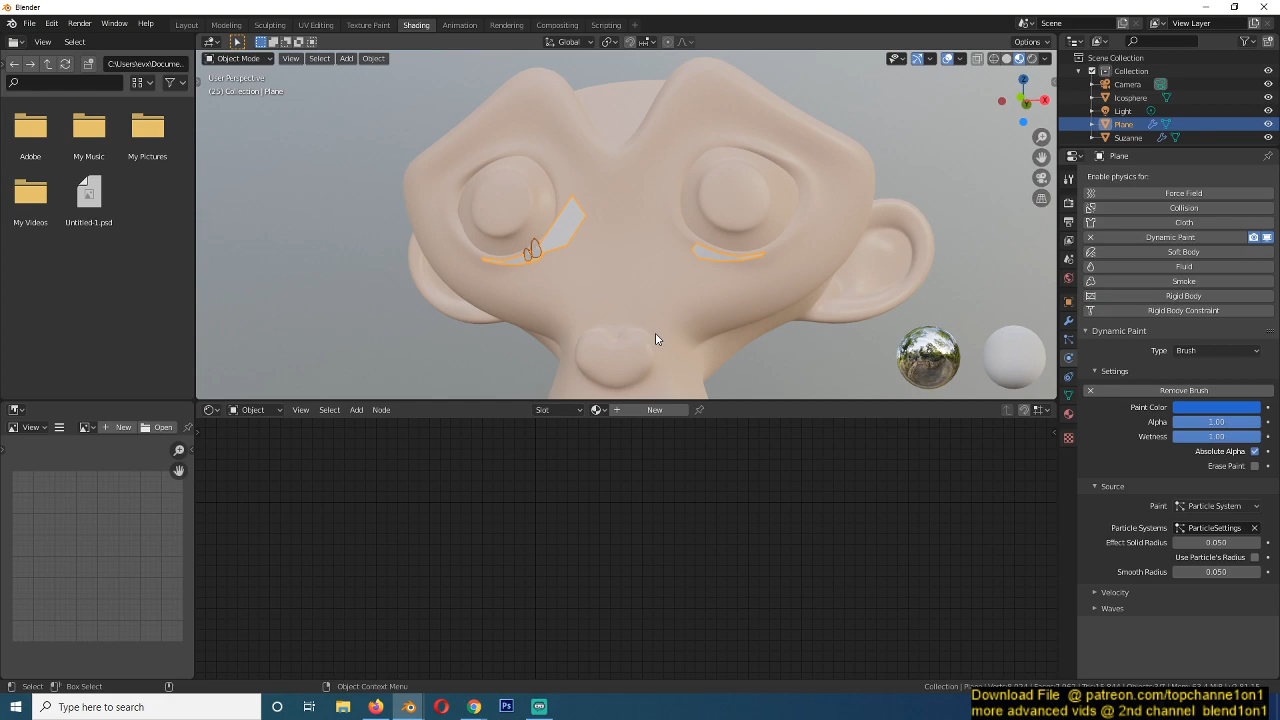 Blender
File Edit Render Window Help Layout Modeling Sculpting UV Editing Texture Paint Shading Animation Rendering Compositing Scripting Scene View Layer
View Select Global Options
C:\users\evx\Docume...
Object Mode View Select Add Object
User Perspective
(25) Collection | Plane
Adobe My Music My Pictures
My Videos Untitled-1.psd
Z X Y
Scene Collection
Collection
Camera
Icosphere
Light
Plane
Suzanne
Plane
Enable physics for:
Force Field
Collision
Cloth
Dynamic Paint
Soft Body
Fluid
Smoke
Rigid Body
Rigid Body Constraint
Dynamic Paint
Type Brush
Settings
Remove Brush
Paint Color
Alpha 1.00
Wetness 1.00
Absolute Alpha
Erase Paint
Source
Paint Particle System
Particle Systems ParticleSettings
Effect Solid Radius 0.050
Use Particle's Radius
Smooth Radius 0.050
Velocity
Waves
Object View Select Add Node Slot New
View New Open
Select Box Select Object Context Menu
Type here to search
Download File @ patreon.com/topchanne1on1
more advanced vids @ 2nd channel blend1on1